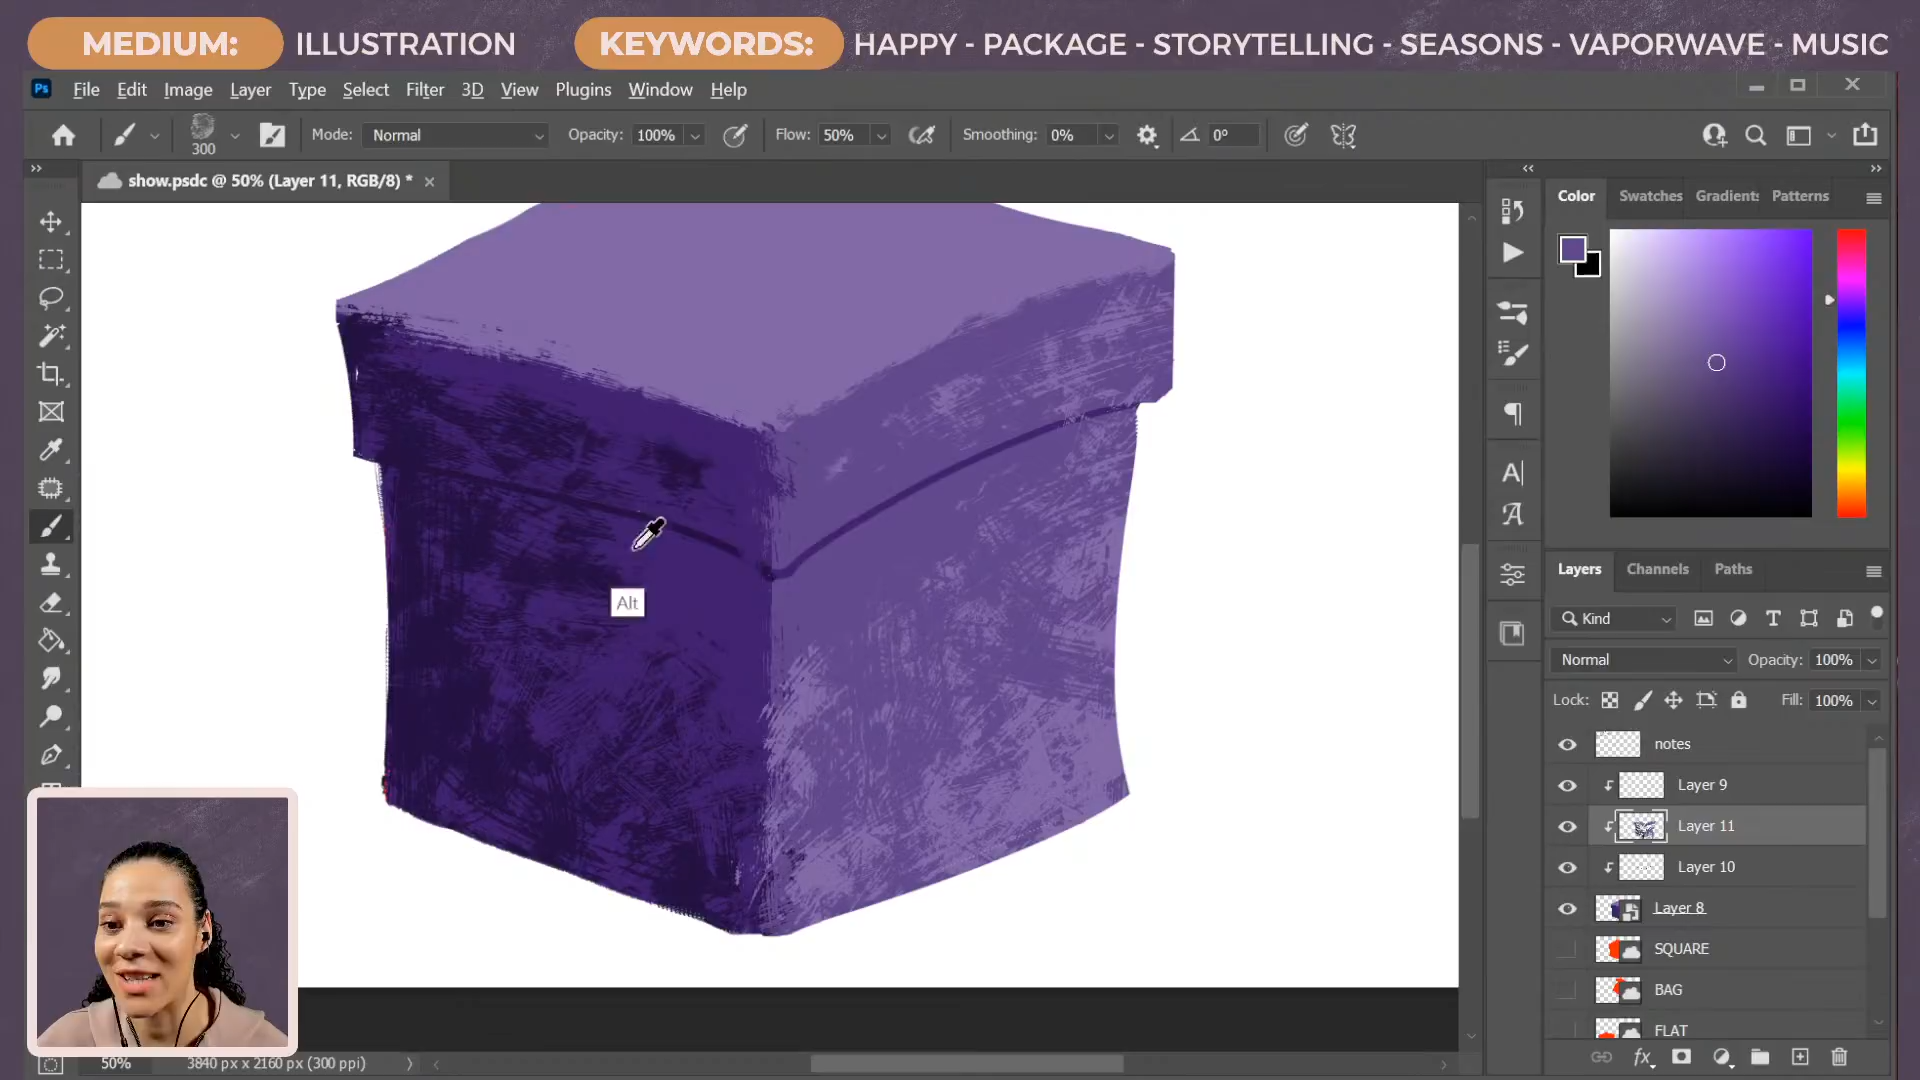 MEDIUM: ILLUSTRATION KEYWORDS: HAPPY - PACKAGE - STORYTELLING - SEASONS - VAPORWAVE - MUSIC
Ps File Edit Image Layer Type Select Filter 3D View Plugins Window Help
300 Mode: Normal Opacity: 100% Flow: 50% Smoothing: 0% 0°
show.psdc @ 50% (Layer 11, RGB/8) *
Color Swatches Gradients Patterns
Alt
Layers Channels Paths
Kind
Normal Opacity: 100%
Lock: Fill: 100%
notes
Layer 9
Layer 11
Layer 10
Layer 8
SQUARE
BAG
FLAT
50% 3840 px x 2160 px (300 ppi)